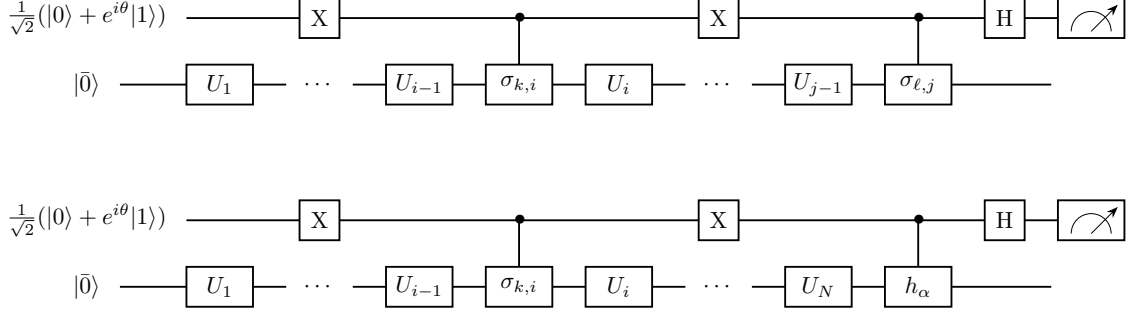 1/√2(|0⟩ + e^{iθ}|1⟩) X X H
|0̄⟩ U_1 ⋯ U_{i−1} σ_{k,i} U_i ⋯ U_{j−1} σ_{ℓ,j}
1/√2(|0⟩ + e^{iθ}|1⟩) X X H
|0̄⟩ U_1 ⋯ U_{i−1} σ_{k,i} U_i ⋯ U_N h_α